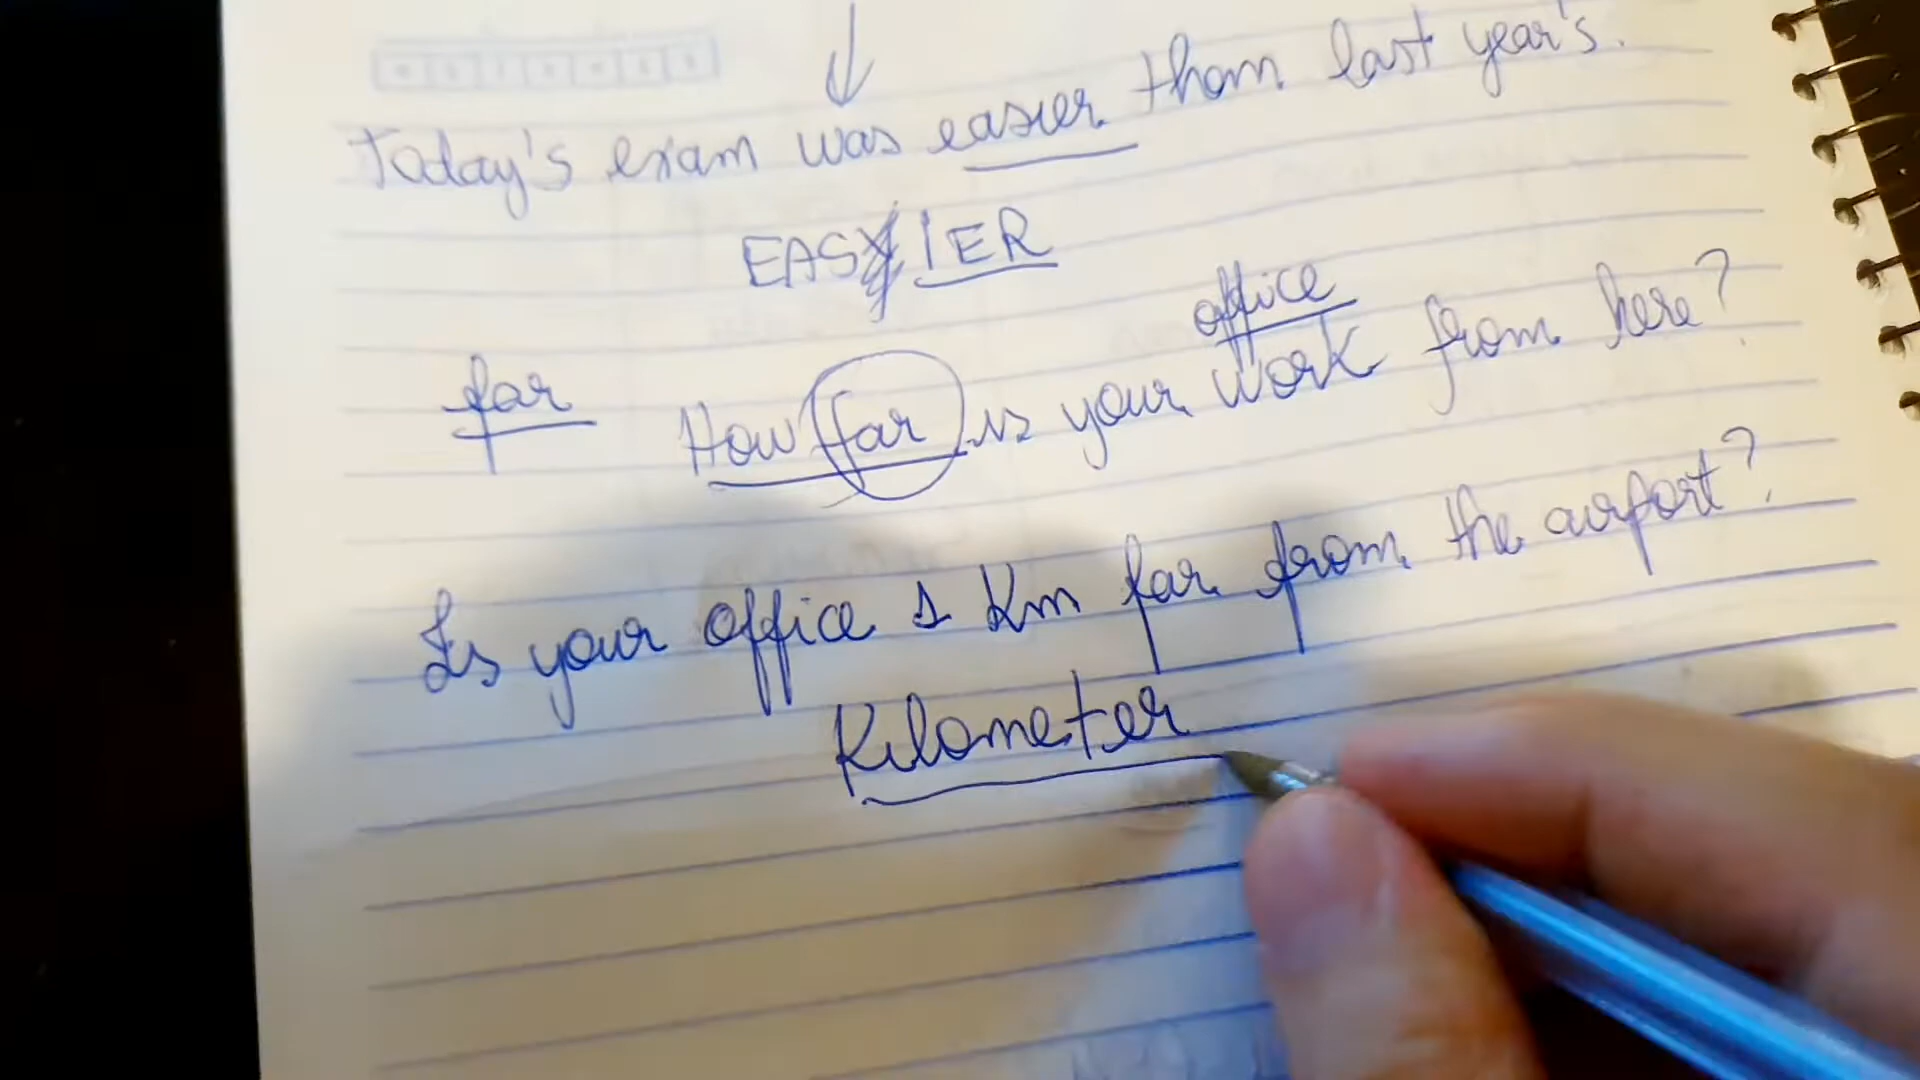 Today's exam was easier than last year's.
EASYIER
office
far How far is your work from here?
Is your office 1 Km far from the airport?
Kilometer